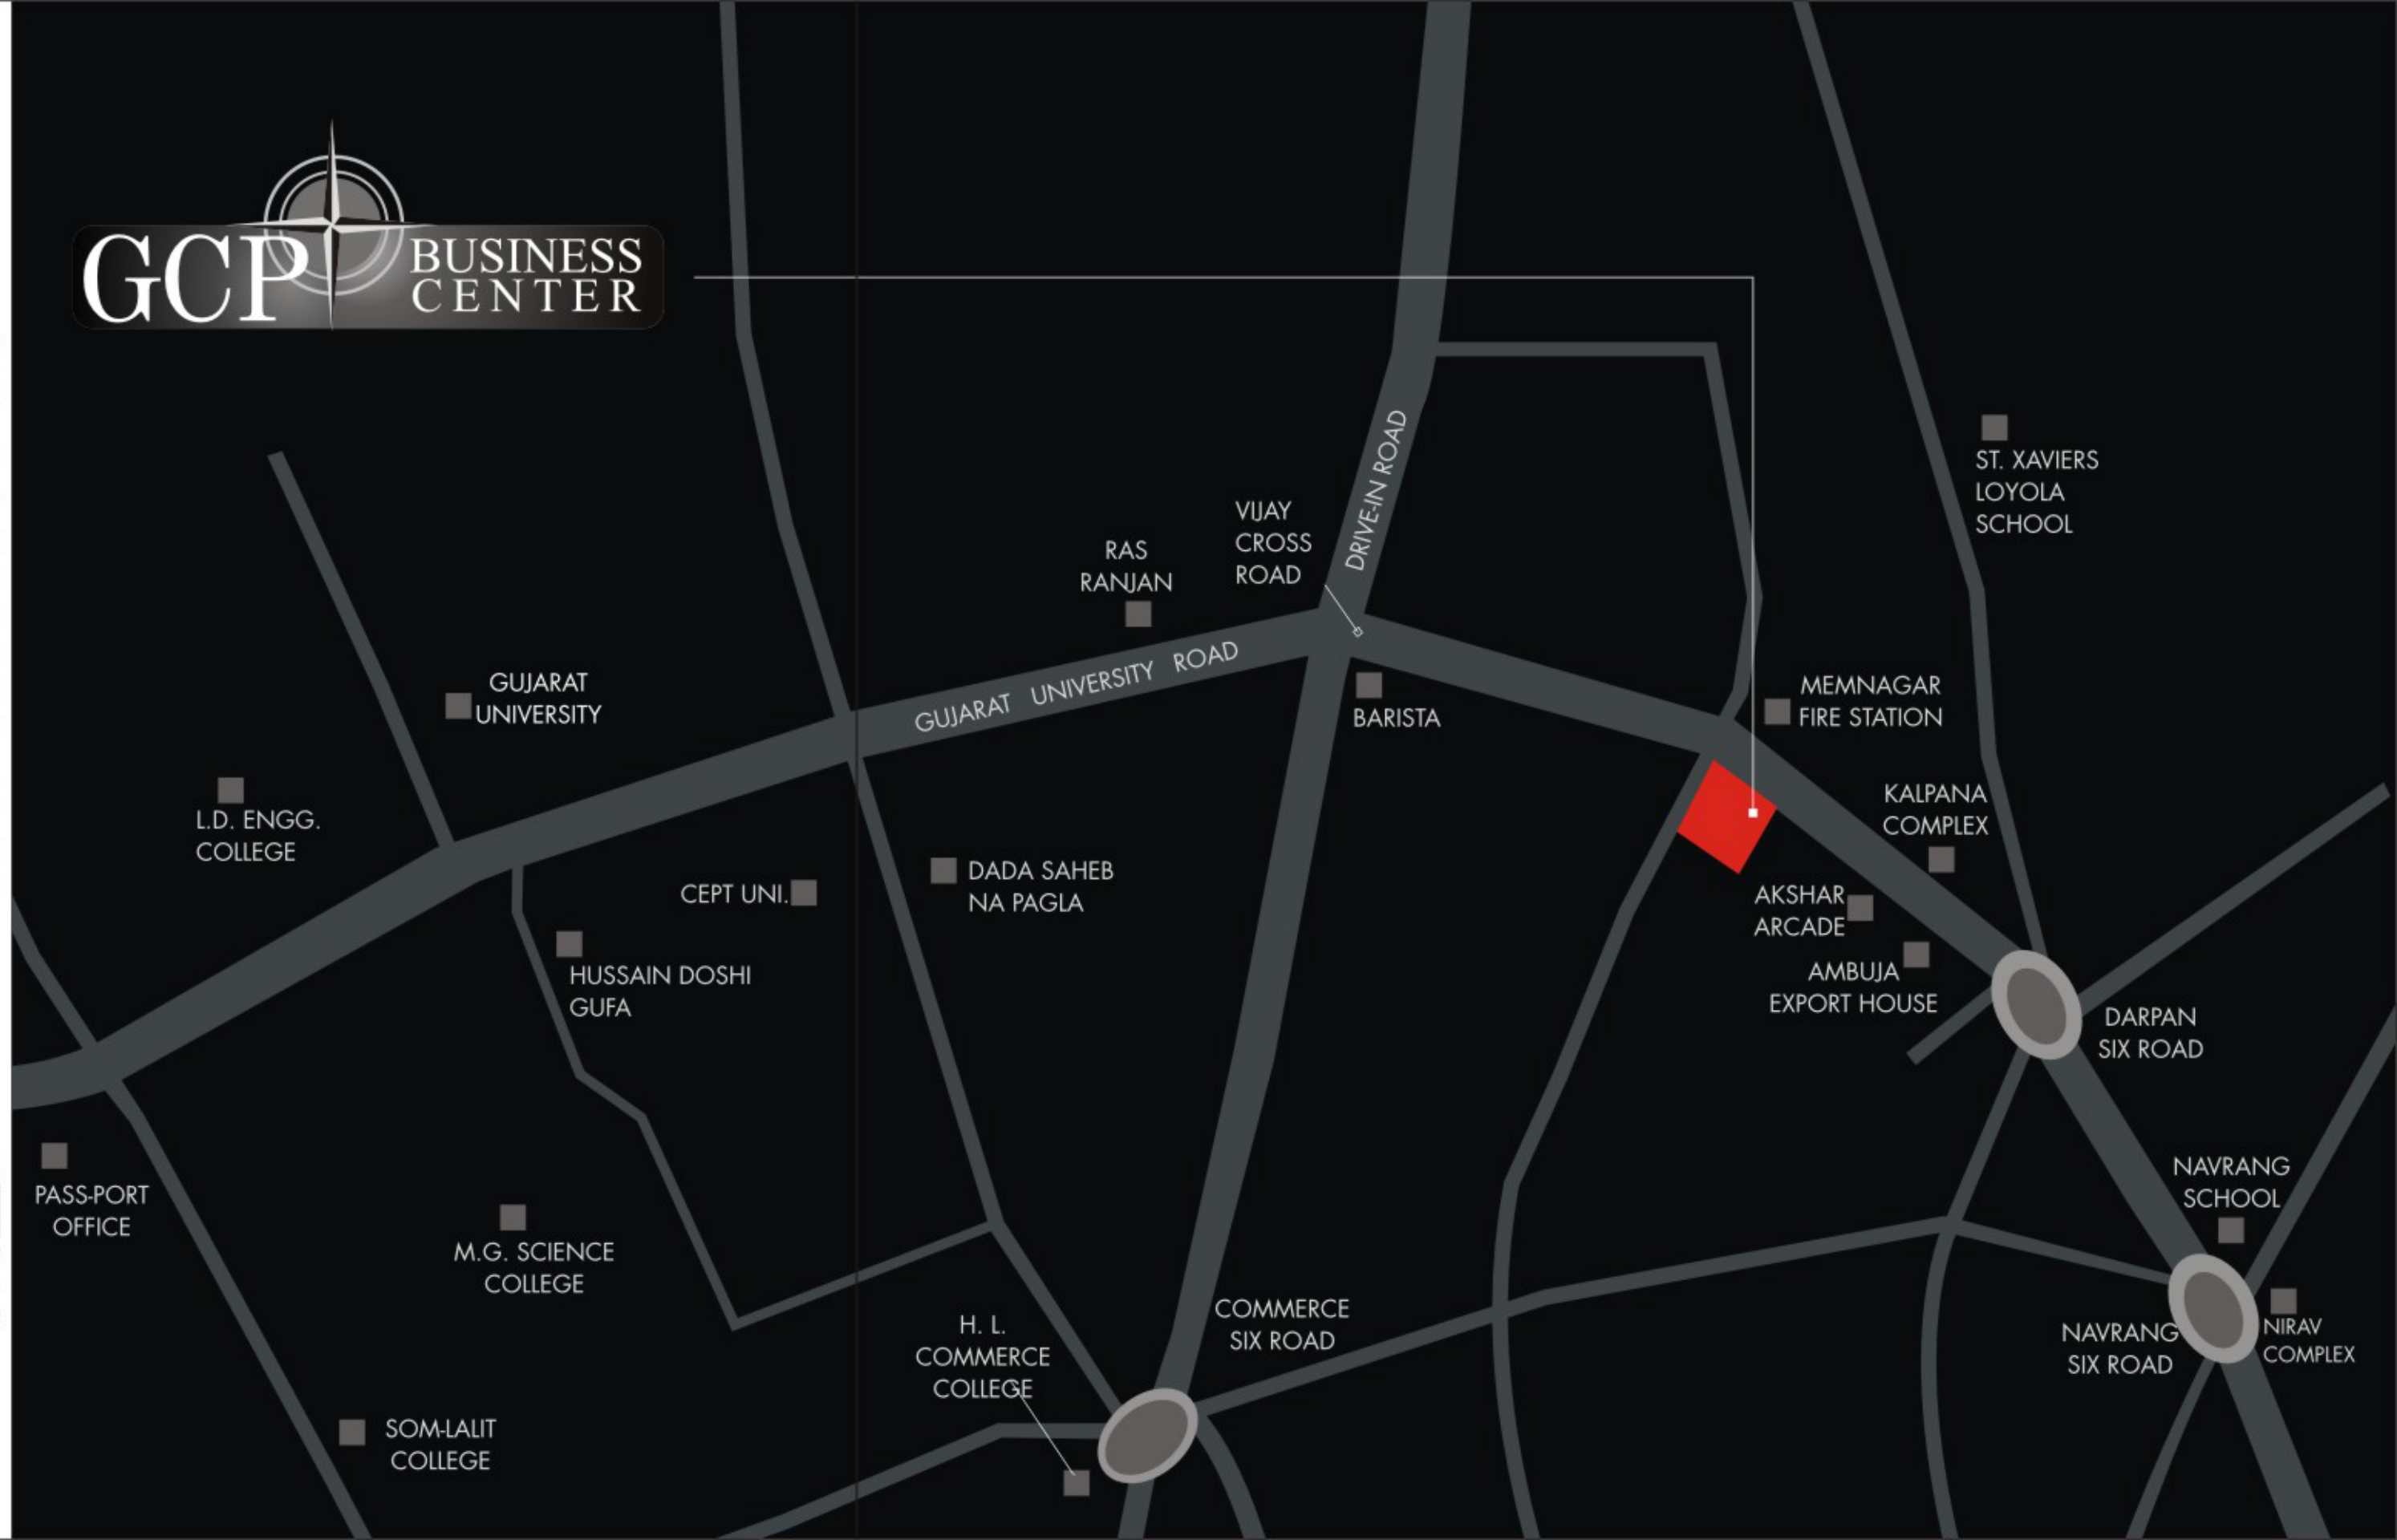 GCP
BUSINESS
CENTER
DRIVE-IN ROAD
ST. XAVIERS
LOYOLA
SCHOOL
VIJAY
CROSS
ROAD
RAS
RANJAN
GUJARAT UNIVERSITY ROAD
GUJARAT
UNIVERSITY
BARISTA
MEMNAGAR
FIRE STATION
L.D. ENGG.
COLLEGE
KALPANA
COMPLEX
CEPT UNI.
DADA SAHEB
NA PAGLA
AKSHAR
ARCADE
HUSSAIN DOSHI
GUFA
AMBUJA
EXPORT HOUSE
DARPAN
SIX ROAD
PASS-PORT
OFFICE
NAVRANG
SCHOOL
M.G. SCIENCE
COLLEGE
COMMERCE
SIX ROAD
H. L.
COMMERCE
COLLEGE
NAVRANG
SIX ROAD
NIRAV
COMPLEX
SOM-LALIT
COLLEGE